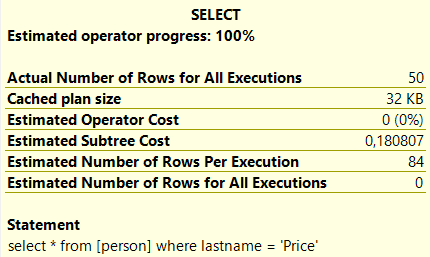 SELECT
Estimated operator progress: 100%
Actual Number of Rows for All Executions 50
Cached plan size 32 KB
Estimated Operator Cost 0 (0%)
Estimated Subtree Cost 0,180807
Estimated Number of Rows Per Execution 84
Estimated Number of Rows for All Executions 0
Statement
select * from [person] where lastname = 'Price'